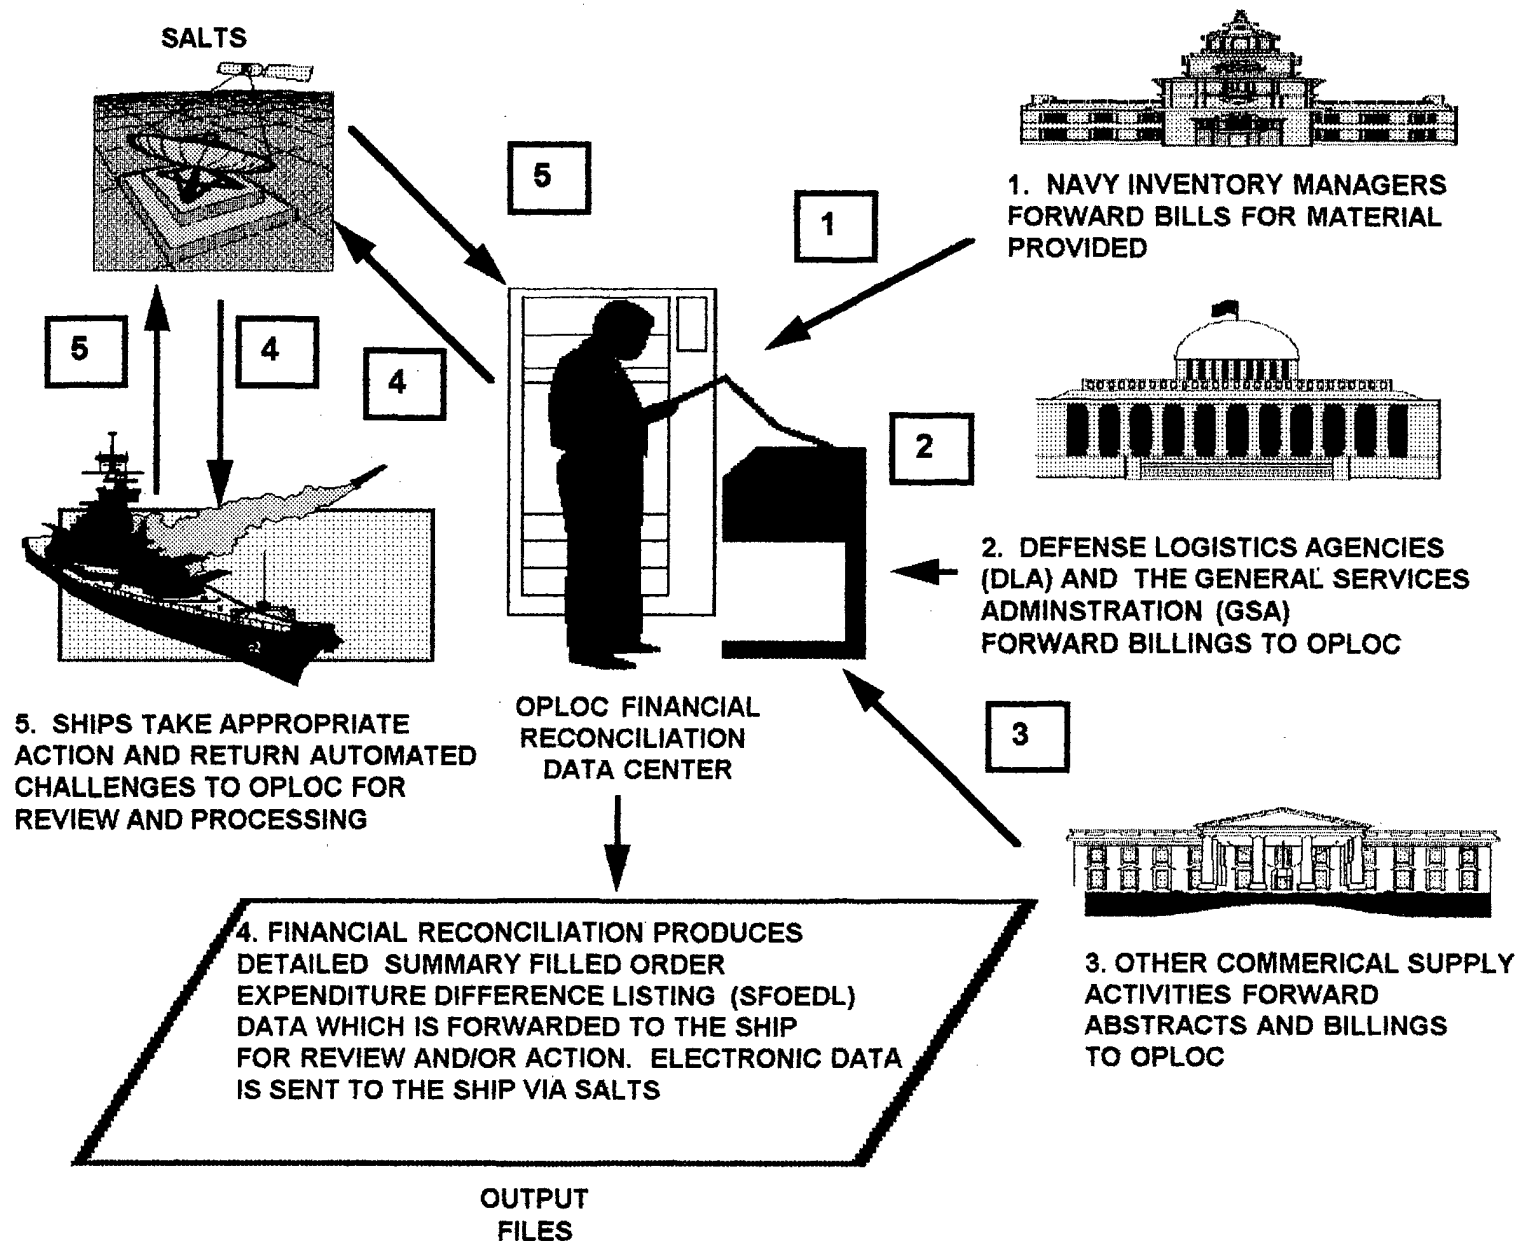 SALTS
5
1
1. NAVY INVENTORY MANAGERS
FORWARD BILLS FOR MATERIAL
PROVIDED
5
4
4
2
2. DEFENSE LOGISTICS AGENCIES
(DLA) AND THE GENERAL SERVICES
ADMINSTRATION (GSA)
FORWARD BILLINGS TO OPLOC
5. SHIPS TAKE APPROPRIATE
ACTION AND RETURN AUTOMATED
CHALLENGES TO OPLOC FOR
REVIEW AND PROCESSING
OPLOC FINANCIAL
RECONCILIATION
DATA CENTER
3
3. OTHER COMMERICAL SUPPLY
ACTIVITIES FORWARD
ABSTRACTS AND BILLINGS
TO OPLOC
4. FINANCIAL RECONCILIATION PRODUCES
DETAILED SUMMARY FILLED ORDER
EXPENDITURE DIFFERENCE LISTING (SFOEDL)
DATA WHICH IS FORWARDED TO THE SHIP
FOR REVIEW AND/OR ACTION. ELECTRONIC DATA
IS SENT TO THE SHIP VIA SALTS
OUTPUT
FILES